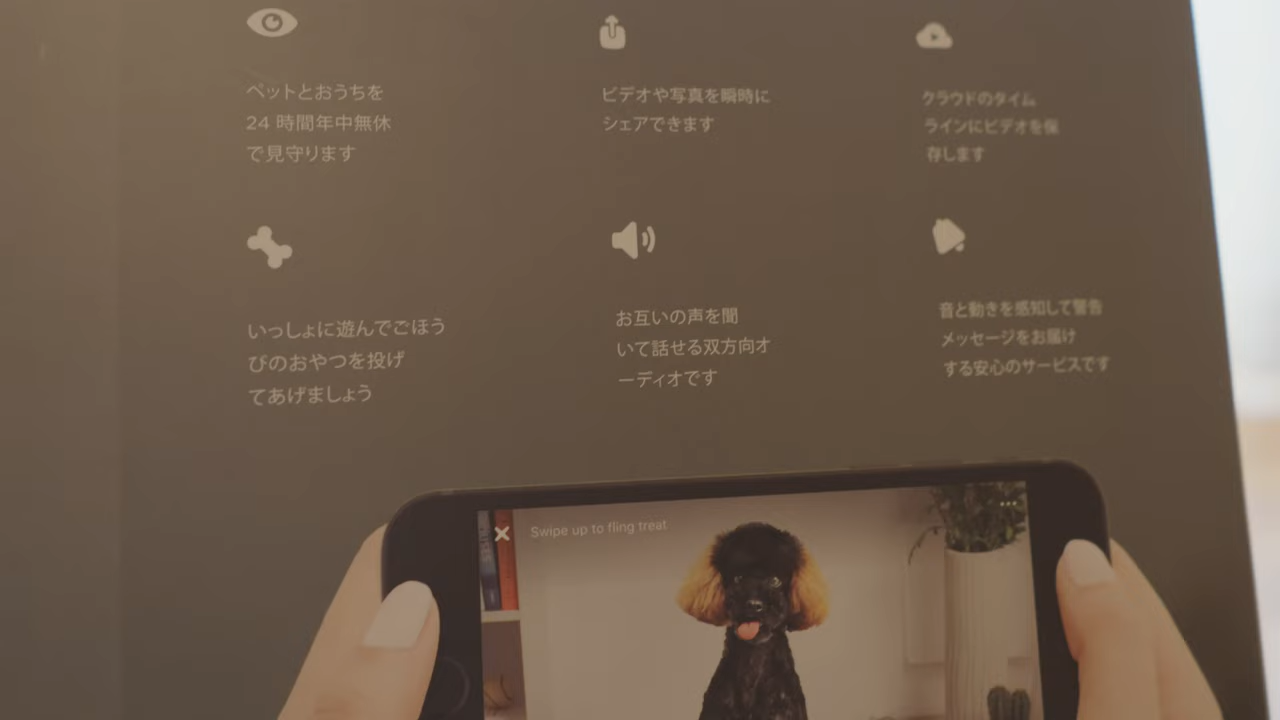 ペットとおうちを
24 時間年中無休
で見守ります
ビデオや写真を瞬時に
シェアできます
クラウドのタイム
ラインにビデオを保
存します
いっしょに遊んでごほう
びのおやつを投げ
てあげましょう
お互いの声を聞
いて話せる双方向オ
ーディオです
音と動きを感知して警告
メッセージをお届け
する安心のサービスです
Swipe up to fling treat